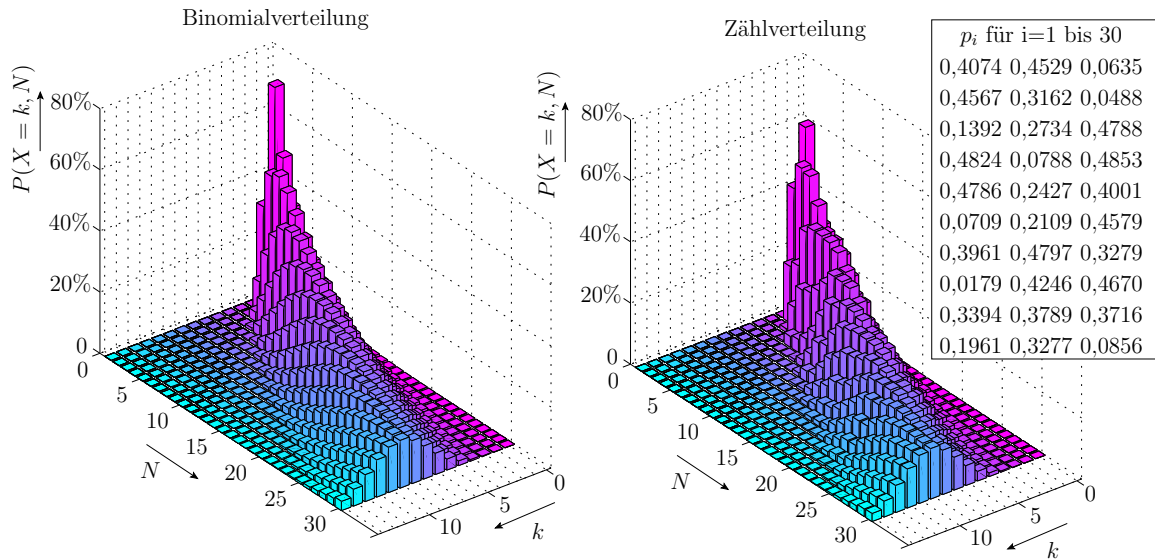 Binomialverteilung
P(X = k, N)
80%
60%
40%
20%
0
0
5
10
15
20
25
30
N
10
5
0
k
Zählverteilung
P(X = k, N)
80%
60%
40%
20%
0
0
5
10
15
20
25
30
N
10
5
0
k
p_i für i=1 bis 30
0,4074 0,4529 0,0635
0,4567 0,3162 0,0488
0,1392 0,2734 0,4788
0,4824 0,0788 0,4853
0,4786 0,2427 0,4001
0,0709 0,2109 0,4579
0,3961 0,4797 0,3279
0,0179 0,4246 0,4670
0,3394 0,3789 0,3716
0,1961 0,3277 0,0856